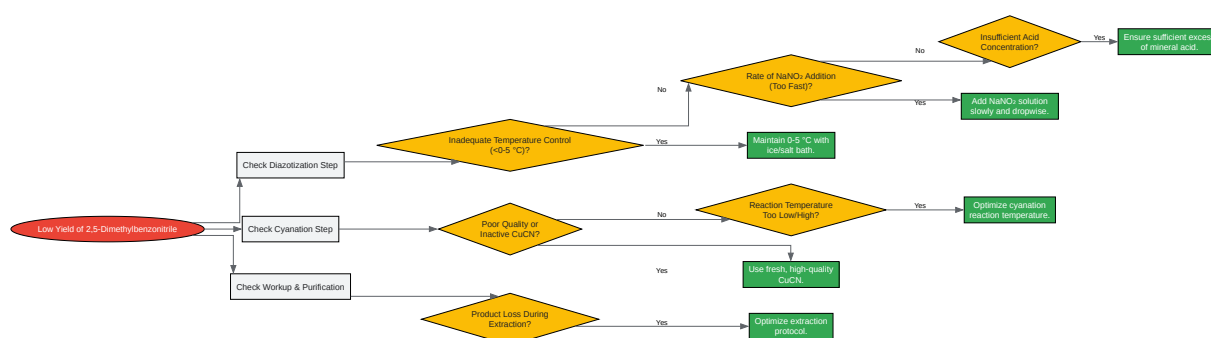 Insufficient Acid
Concentration?
Yes
Ensure sufficient excess
of mineral acid.
No
Rate of NaNO₂ Addition
(Too Fast)?
No
Yes
Add NaNO₂ solution
slowly and dropwise.
Inadequate Temperature Control
(<0-5 °C)?
Yes
Maintain 0-5 °C with
ice/salt bath.
Check Diazotization Step
Low Yield of 2,5-Dimethylbenzonitrile
Check Cyanation Step
Poor Quality or
Inactive CuCN?
No
Reaction Temperature
Too Low/High?
Yes
Optimize cyanation
reaction temperature.
Yes
Use fresh, high-quality
CuCN.
Check Workup & Purification
Product Loss During
Extraction?
Yes
Optimize extraction
protocol.